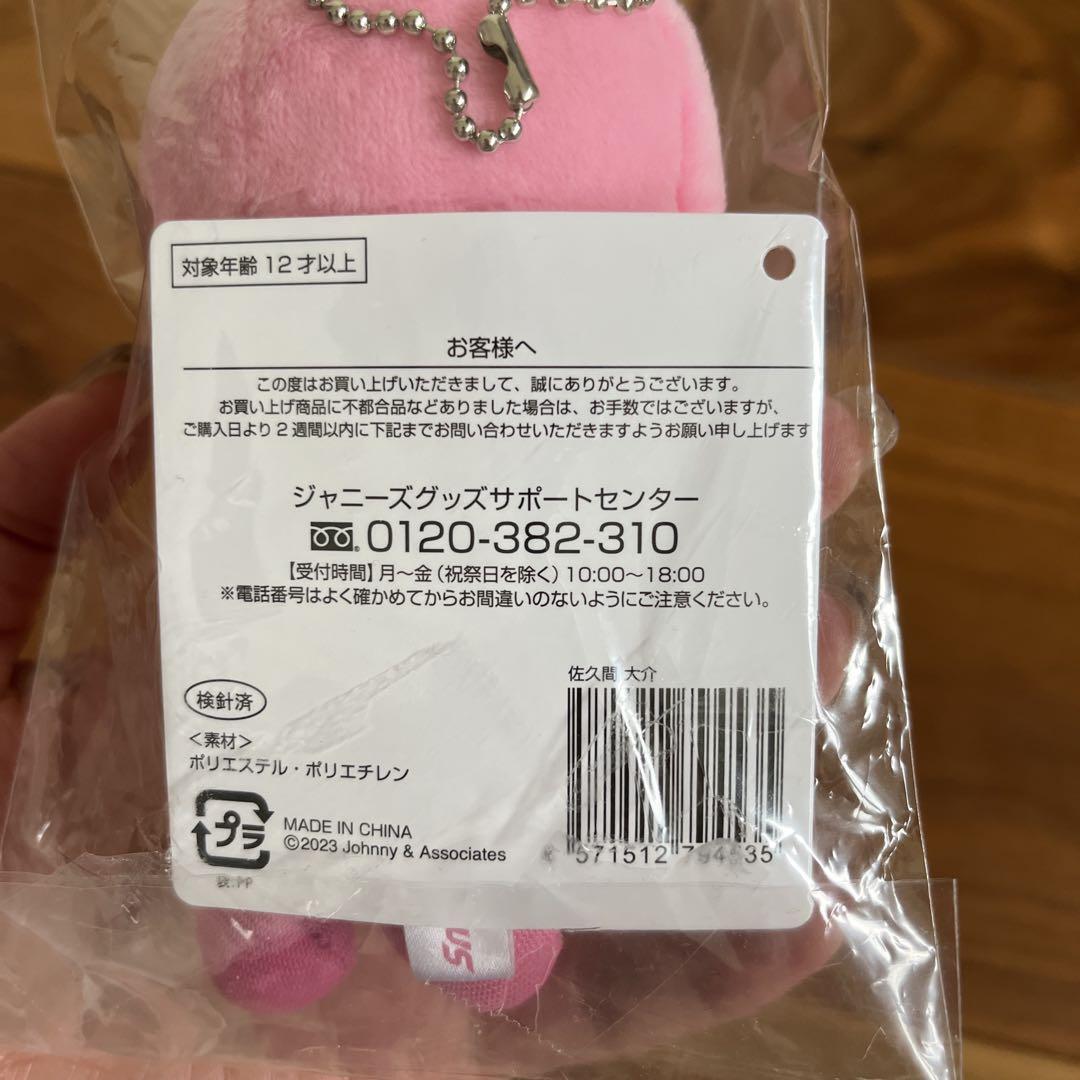 対象年齢 12 才以上
お客様へ
この度はお買い上げいただきまして、誠にありがとうございます。
お買い上げ商品に不都合品などありました場合は、お手数ではございますが、
ご購入日より2週間以内に下記までお問い合わせいただきますようお願い申し上げます
ジャニーズグッズサポートセンター
0120-382-310
【受付時間】月〜金（祝祭日を除く）10:00〜18:00
※電話番号はよく確かめてからお間違いのないようにご注意ください。
佐久間 大介
検針済
＜素材＞
ポリエステル・ポリエチレン
プラ
MADE IN CHINA
©2023 Johnny & Associates
袋:PP
571512